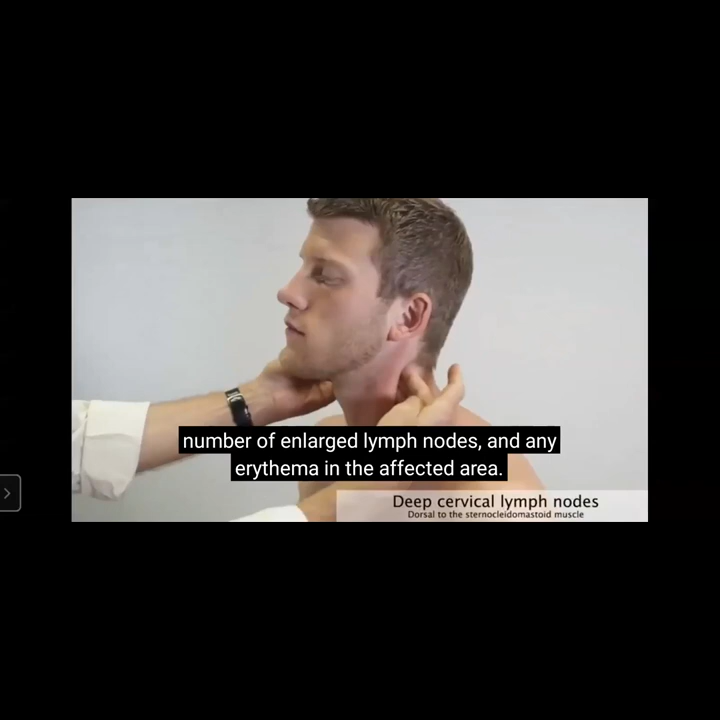 number of enlarged lymph nodes, and any
erythema in the affected area.
Deep cervical lymph nodes
Dorsal to the sternocleidomastoid muscle